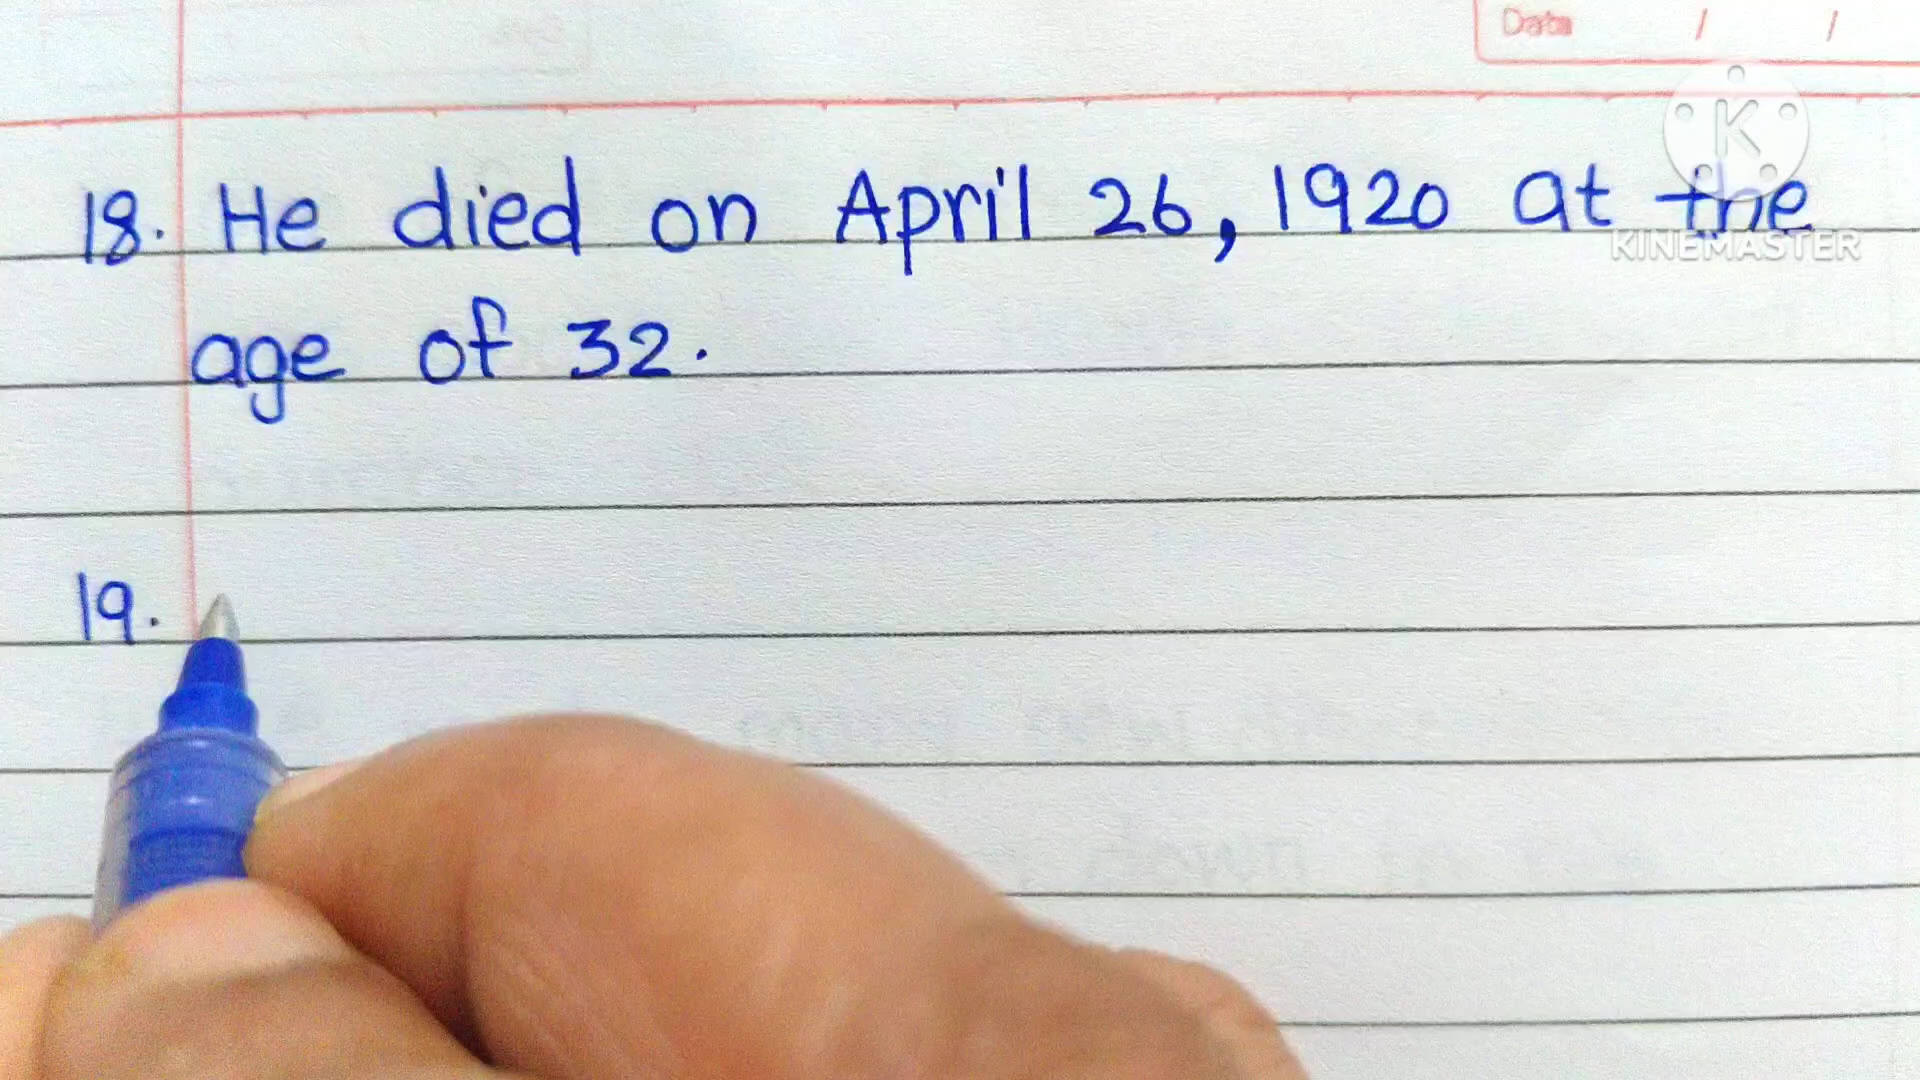 Date / /
18. He died on April 26, 1920 at the
KINEMASTER
age of 32.
19.